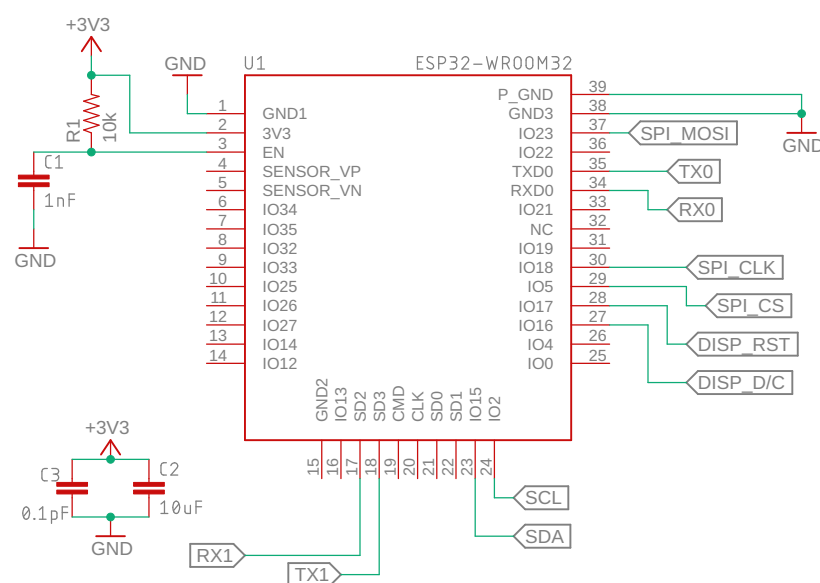 +3V3
GND
U1
ESP32-WROOM32
R1
10k
C1
1nF
GND
1
GND1
2
3V3
3
EN
4
SENSOR_VP
5
SENSOR_VN
6
IO34
7
IO35
8
IO32
9
IO33
10
IO25
11
IO26
12
IO27
13
IO14
14
IO12
P_GND
39
GND3
38
IO23
37
SPI_MOSI
GND
IO22
36
TXD0
35
TX0
RXD0
34
RX0
IO21
33
NC
32
IO19
31
IO18
30
SPI_CLK
IO5
29
SPI_CS
IO17
28
DISP_RST
IO16
27
DISP_D/C
IO4
26
IO0
25
GND2
IO13
SD2
SD3
CMD
CLK
SD0
SD1
IO15
IO2
15
16
17
18
19
20
21
22
23
24
SCL
SDA
RX1
TX1
+3V3
C3
C2
0.1pF
10uF
GND